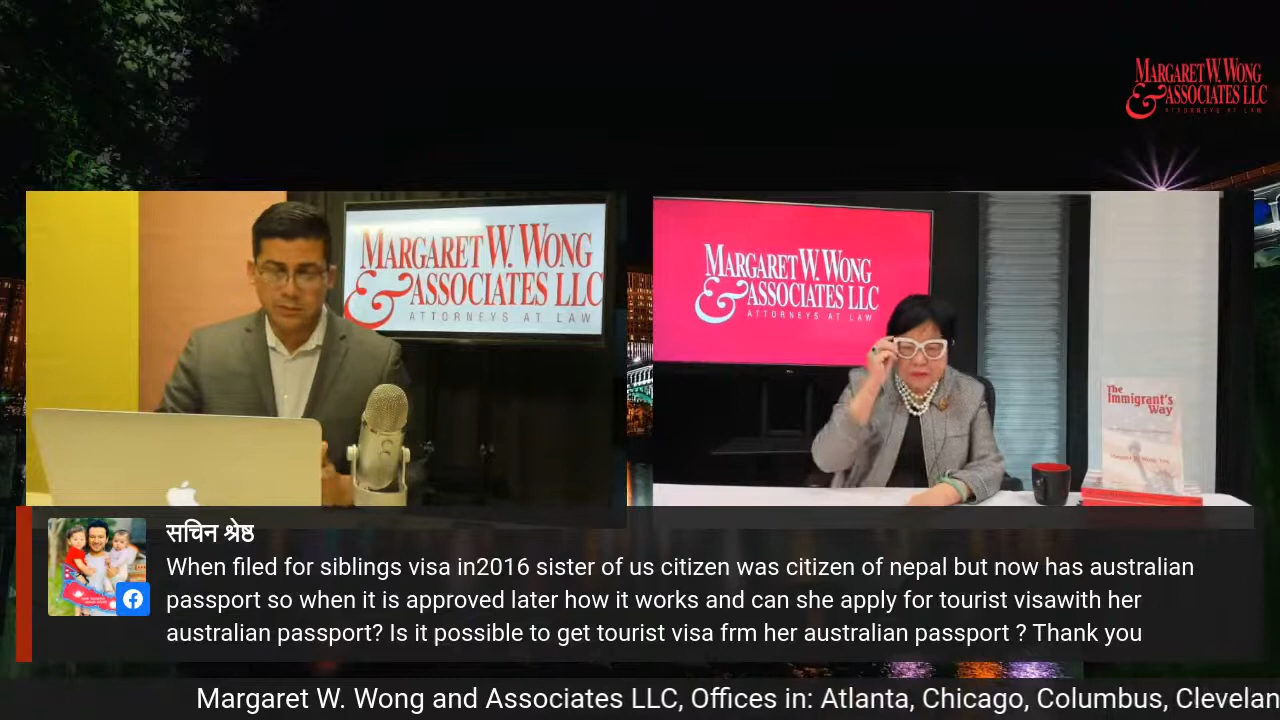 MARGARET W. WONG
& ASSOCIATES LLC
ATTORNEYS AT LAW
MARGARET W. WONG
& ASSOCIATES LLC
ATTORNEYS AT LAW
MARGARET W. WONG
& ASSOCIATES LLC
ATTORNEYS AT LAW
The
Immigrant's
Way
सचिन श्रेष्ठ
When filed for siblings visa in2016 sister of us citizen was citizen of nepal but now has australian
passport so when it is approved later how it works and can she apply for tourist visawith her
australian passport? Is it possible to get tourist visa frm her australian passport ? Thank you
Margaret W. Wong and Associates LLC, Offices in: Atlanta, Chicago, Columbus, Clevelan